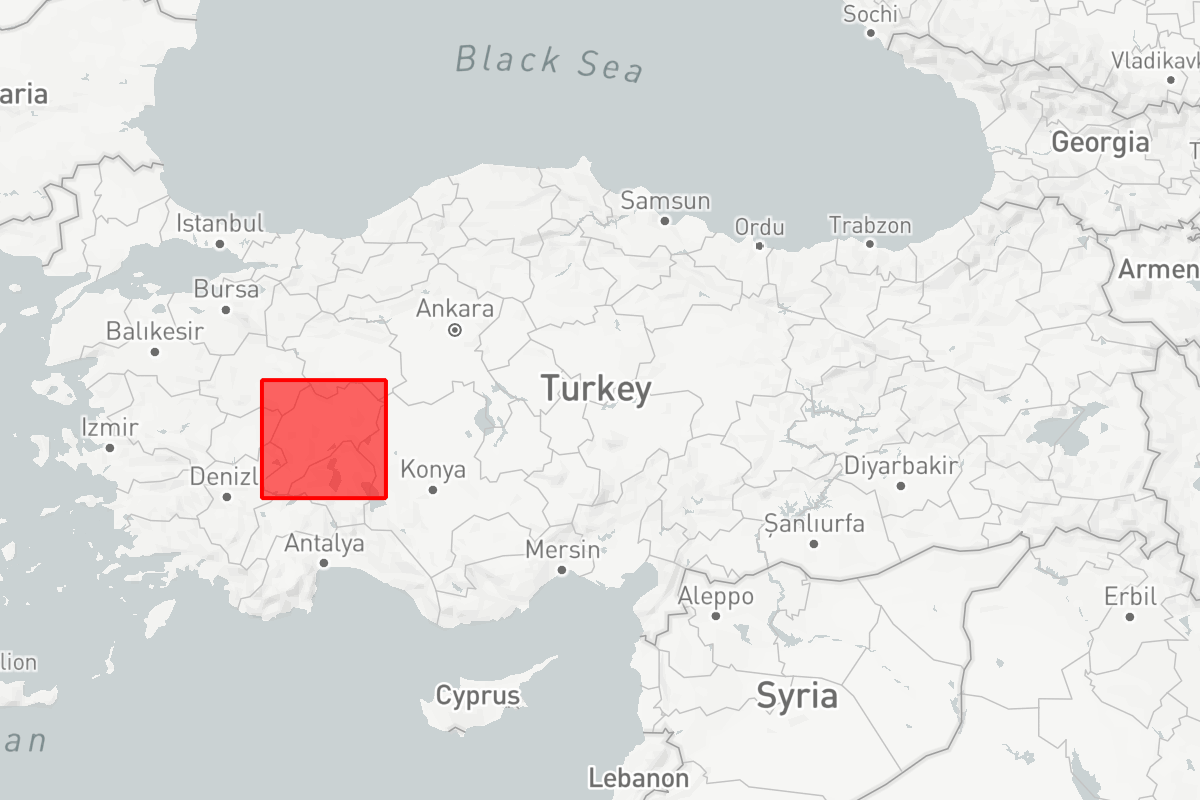 Sochi
Black Sea
Vladikavk
aria
Georgia
T
Samsun
Istanbul
Ordu
Trabzon
Armen
Bursa
Ankara
Balıkesir
Turkey
Izmir
Konya
Denizl
Diyarbakir
Şanlıurfa
Antalya
Mersin
Aleppo
Erbil
lion
Cyprus
Syria
an
Lebanon